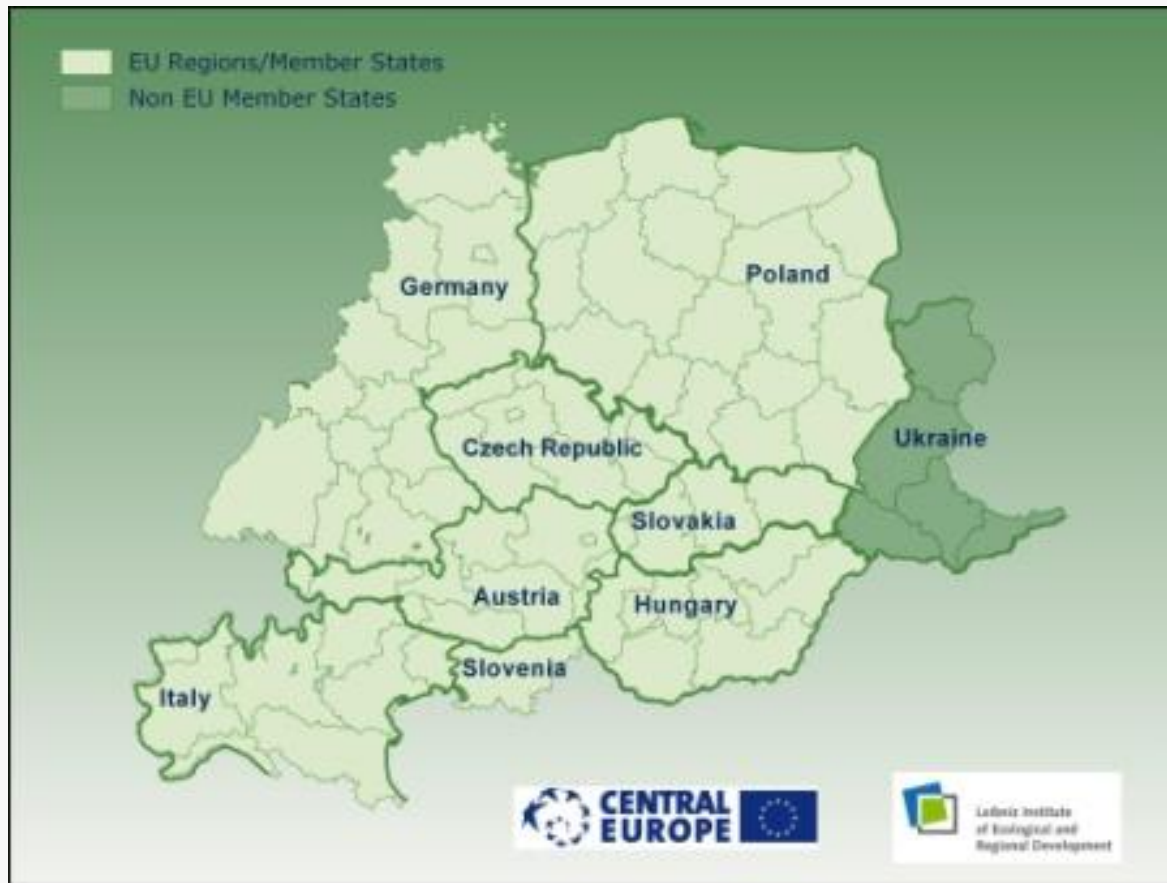 EU Regions/Member States
Non EU Member States
Germany
Poland
Czech Republic
Ukraine
Slovakia
Austria
Hungary
Slovenia
Italy
CENTRAL
EUROPE
Leibniz Institute
of Ecological and
Regional Development